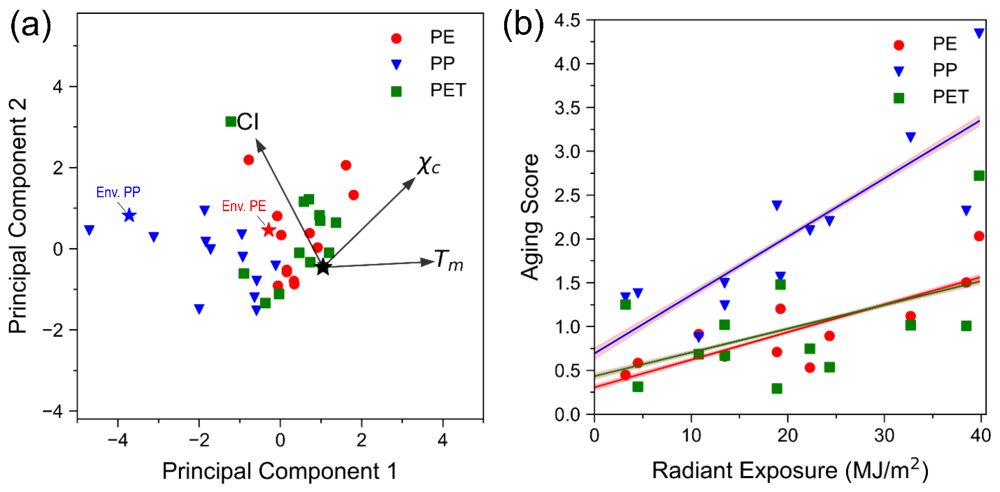 (a)
PE
PP
PET
CI
χc
Env. PP
Env. PE
Tm
4
2
0
−2
−4
−4
−2
0
2
4
Principal Component 2
Principal Component 1
(b)
PE
PP
PET
4.5
4.0
3.5
3.0
2.5
2.0
1.5
1.0
0.5
0.0
0
10
20
30
40
Aging Score
Radiant Exposure (MJ/m²)